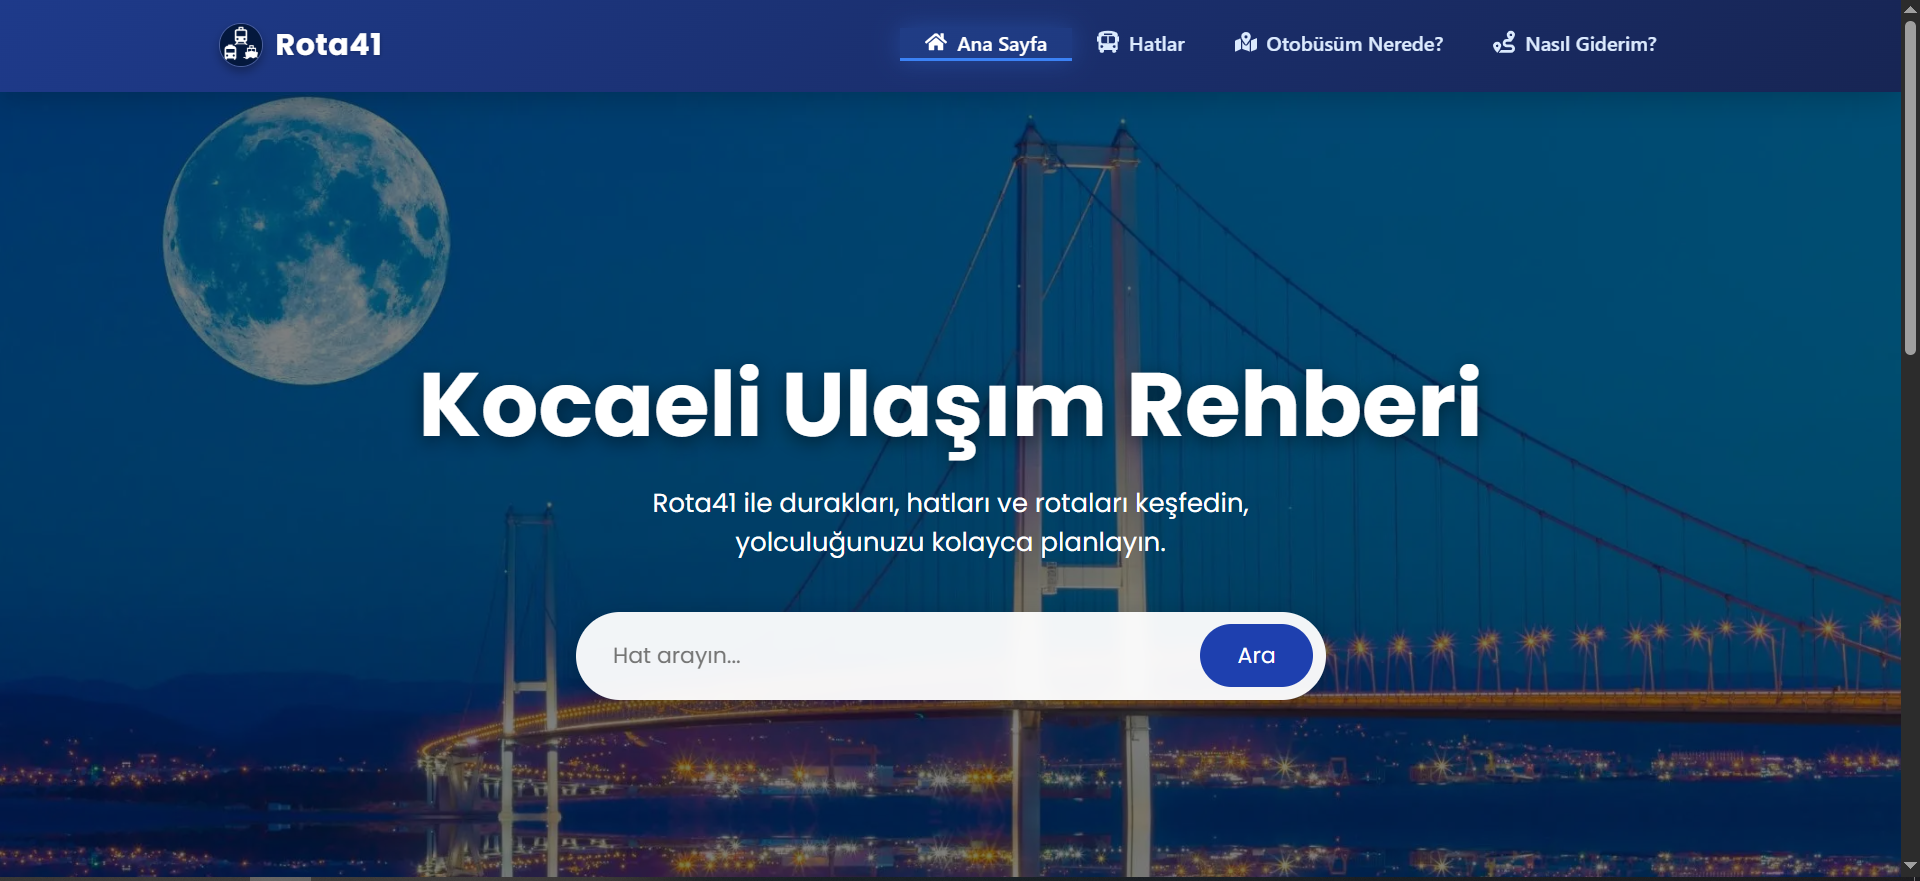 Rota41
Ana Sayfa
Hatlar
Otobüsüm Nerede?
Nasıl Giderim?
Kocaeli Ulaşım Rehberi
Rota41 ile durakları, hatları ve rotaları keşfedin,
yolculuğunuzu kolayca planlayın.
Hat arayın...
Ara